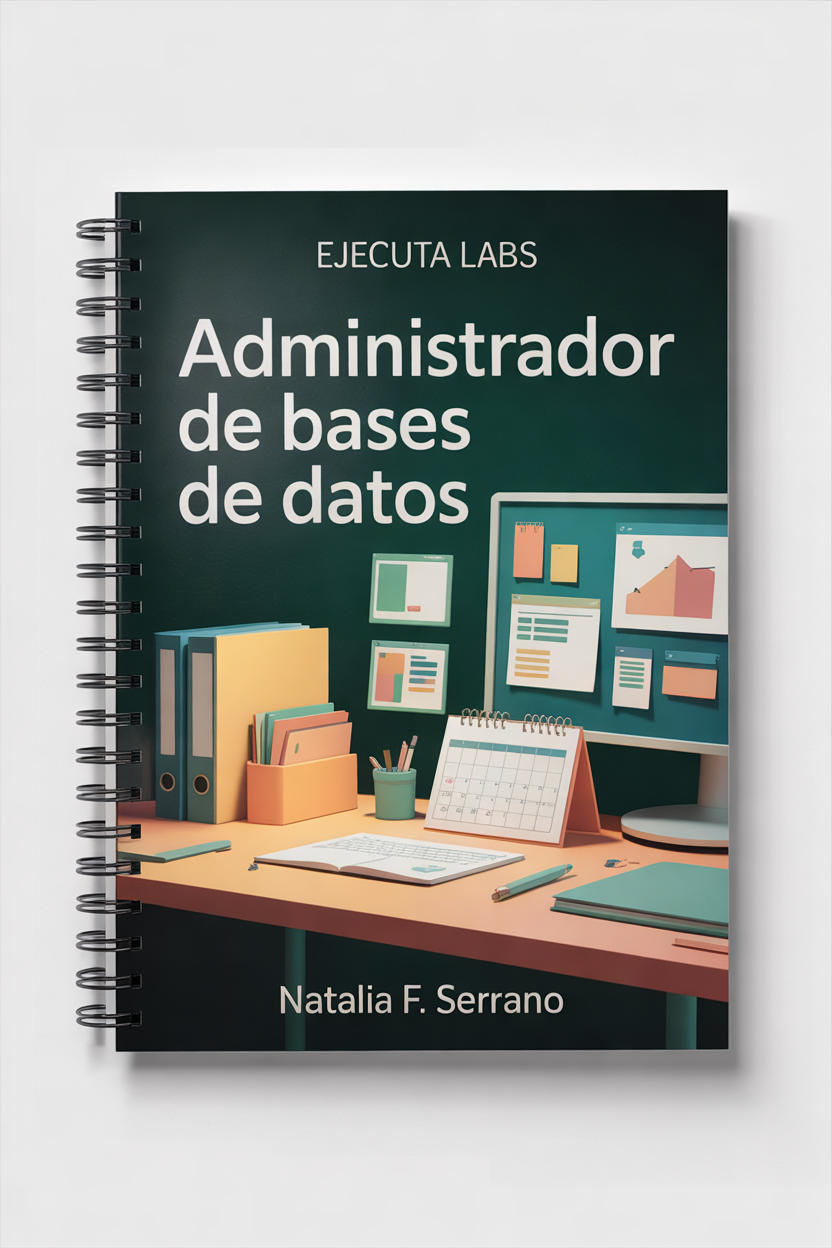 EJECUTA LABS
Administrador
de bases
de datos
Natalia F. Serrano